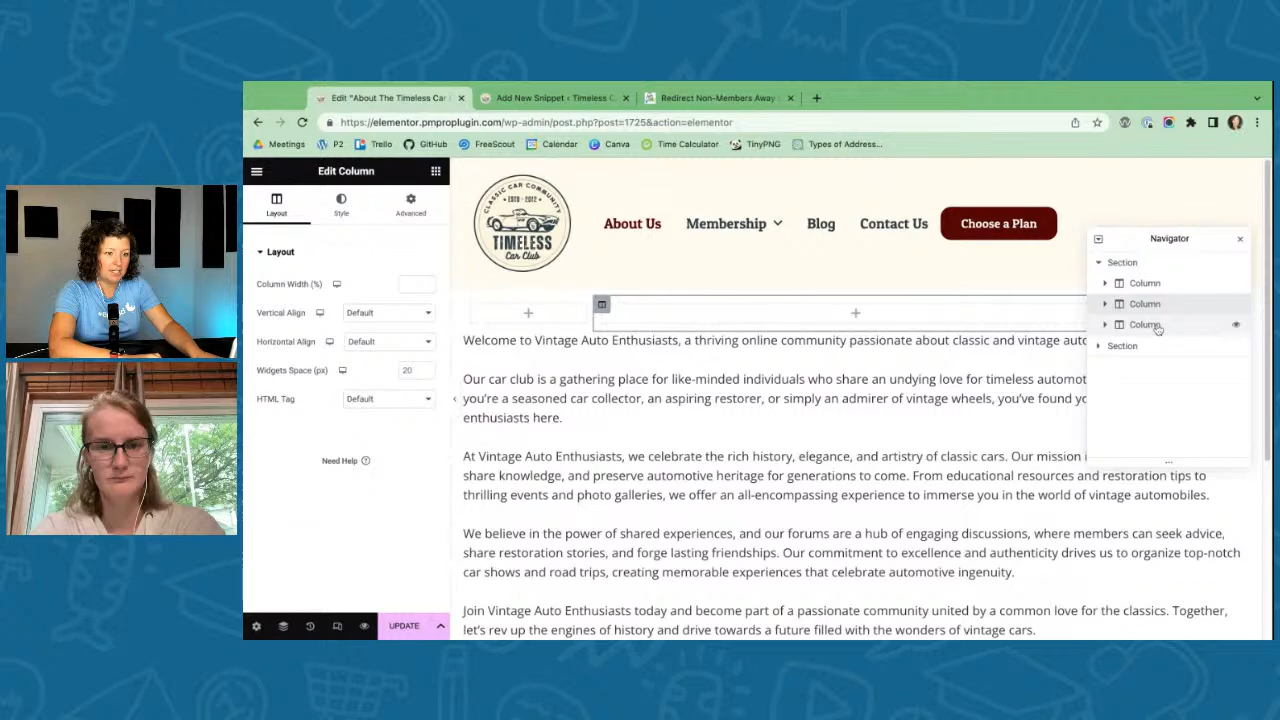 Edit "About The Timeless Car
Add New Snippet ‹ Timeless C
Redirect Non-Members Away
https://elementor.pmproplugin.com/wp-admin/post.php?post=1725&action=elementor
Meetings
P2
Trello
GitHub
FreeScout
Calendar
Canva
Time Calculator
TinyPNG
Types of Address...
Edit Column
Layout
Style
Advanced
Layout
Column Width (%)
Vertical Align
Default
Horizontal Align
Default
Widgets Space (px)
20
HTML Tag
Default
Need Help
UPDATE
CLASSIC CAR COMMUNITY
ESTD · 2012
TIMELESS
Car Club
About Us
Membership
Blog
Contact Us
Choose a Plan
Navigator
Section
Column
Column
Column
Section
Welcome to Vintage Auto Enthusiasts, a thriving online community passionate about classic and vintage
Our car club is a gathering place for like-minded individuals who share an undying love for timeless
you're a seasoned car collector, an aspiring restorer, or simply an admirer of vintage wheels, you've found
enthusiasts here.
At Vintage Auto Enthusiasts, we celebrate the rich history, elegance, and artistry of classic cars. Our mission
share knowledge, and preserve automotive heritage for generations to come. From educational resources and restoration tips to
thrilling events and photo galleries, we offer an all-encompassing experience to immerse you in the world of vintage automobiles.
We believe in the power of shared experiences, and our forums are a hub of engaging discussions, where members can seek advice,
share restoration stories, and forge lasting friendships. Our commitment to excellence and authenticity drives us to organize top-notch
car shows and road trips, creating memorable experiences that celebrate automotive ingenuity.
Join Vintage Auto Enthusiasts today and become part of a passionate community united by a common love for the classics. Together,
let's rev up the engines of history and drive towards a future filled with the wonders of vintage cars.